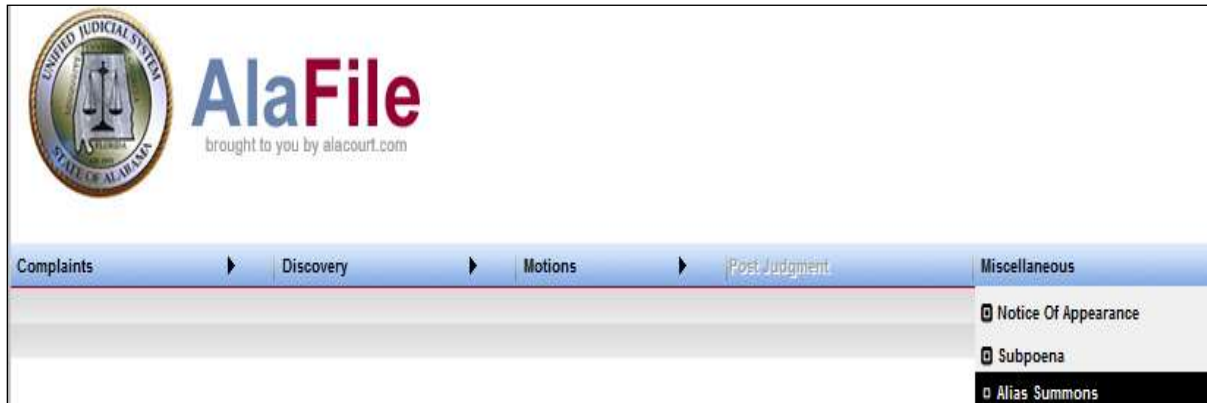 UNIFIED JUDICIAL SYSTEM
STATE OF ALABAMA
AlaFile
brought to you by alacourt.com
Complaints
Discovery
Motions
Post Judgment
Miscellaneous
Notice Of Appearance
Subpoena
Alias Summons